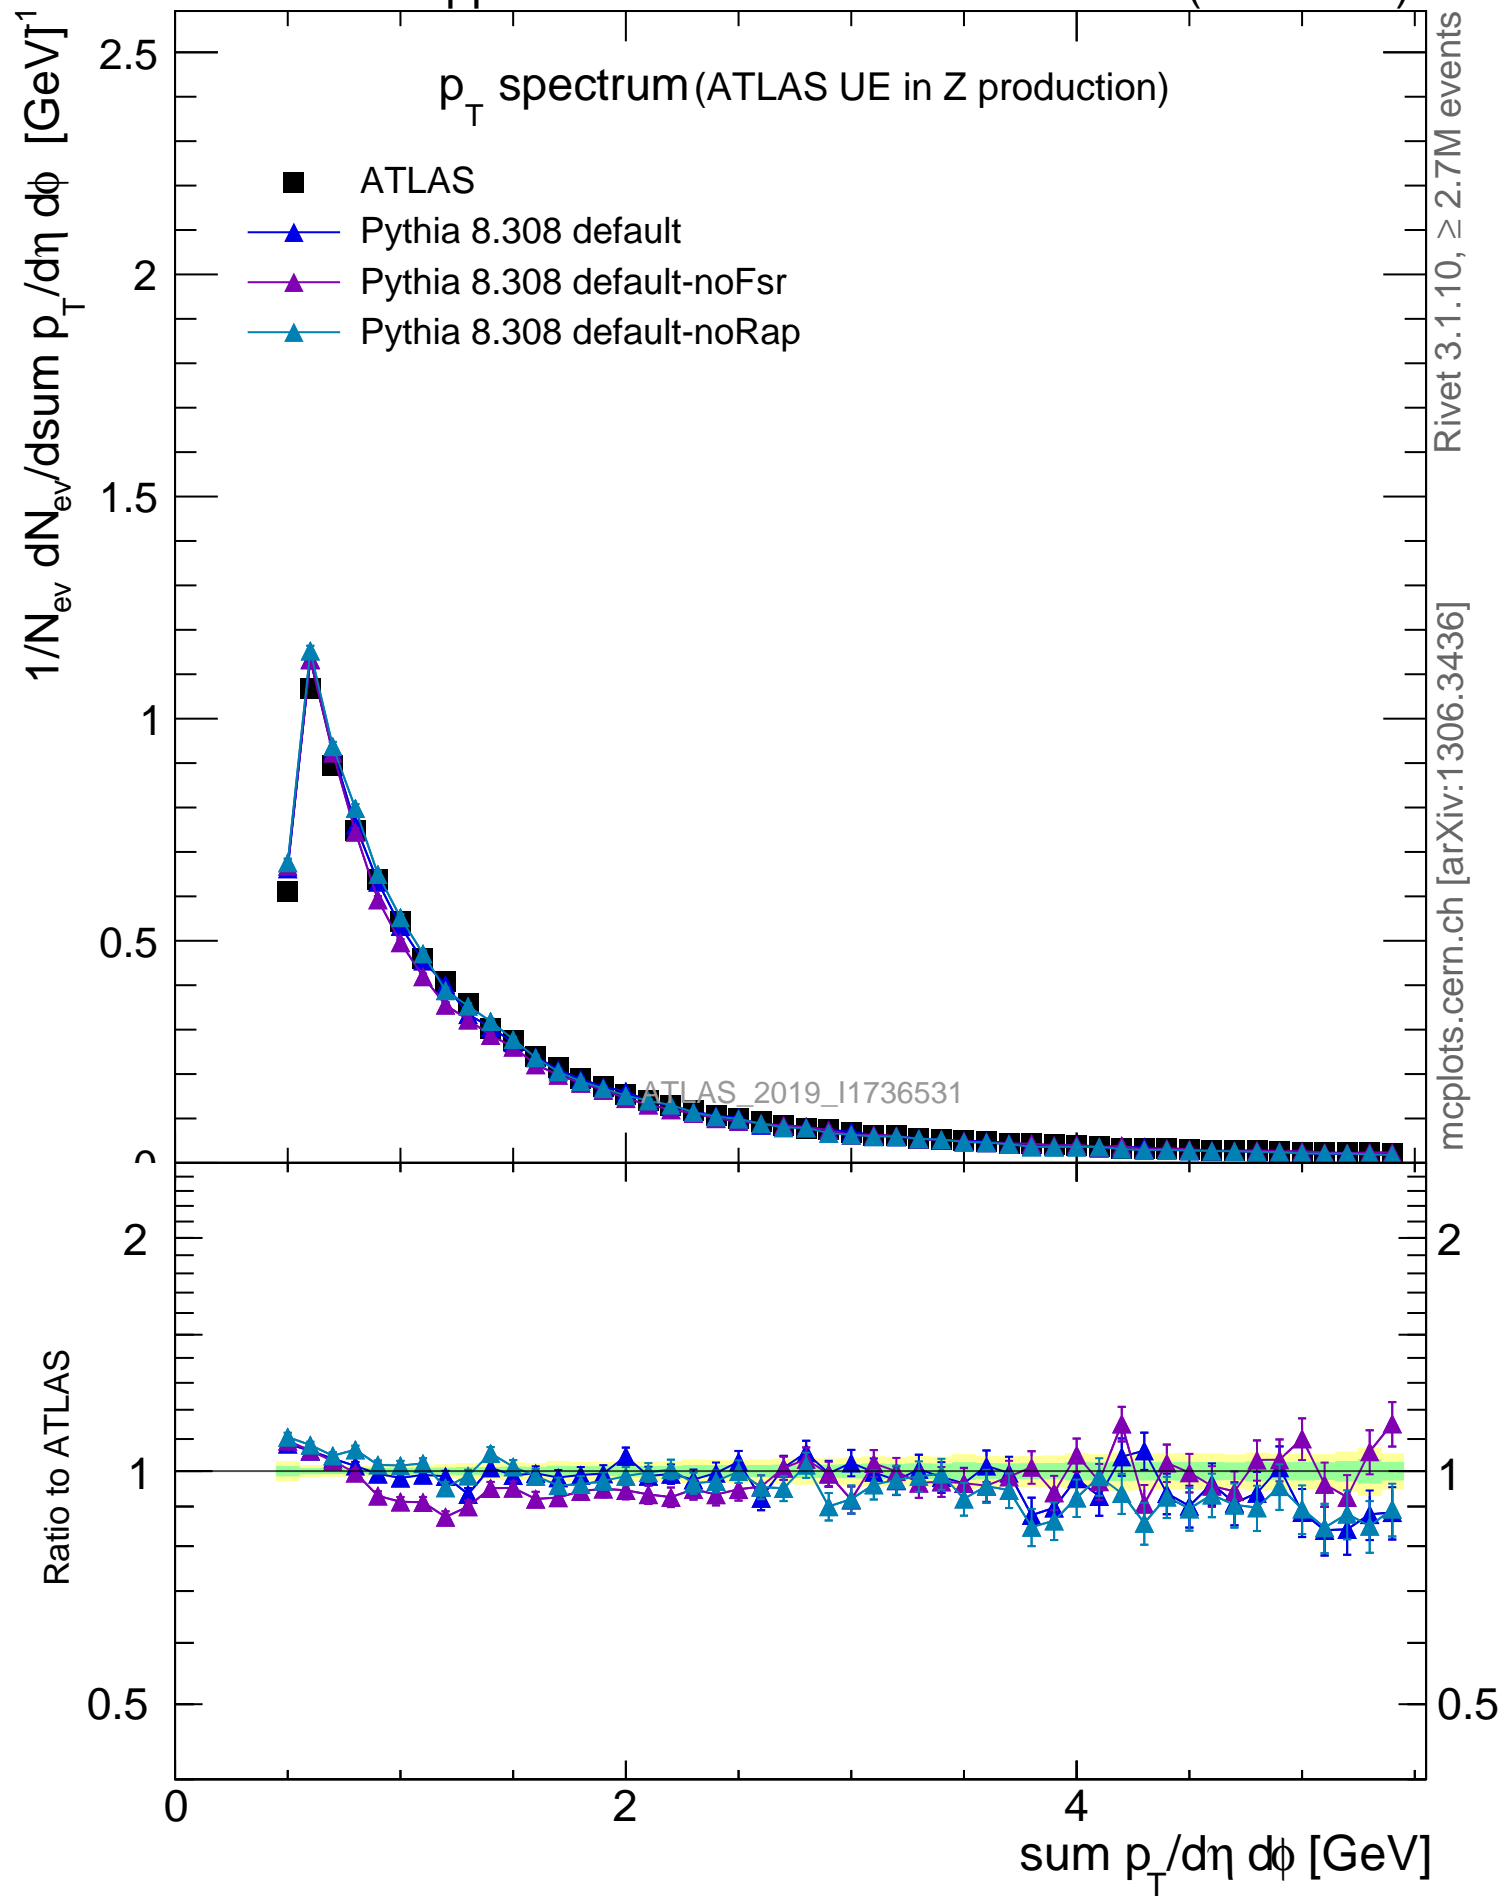 1/N_ev dN_ev/dsum p_T/dη dϕ [GeV]^-1
p_T spectrum (ATLAS UE in Z production)
ATLAS
Pythia 8.308 default
Pythia 8.308 default-noFsr
Pythia 8.308 default-noRap
2.5
2
1.5
1
0.5
ATLAS_2019_I1736531
Rivet 3.1.10, ≥ 2.7M events
mcplots.cern.ch [arXiv:1306.3436]
Ratio to ATLAS
2
1
0.5
2
1
0.5
0
2
4
sum p_T/dη dϕ [GeV]